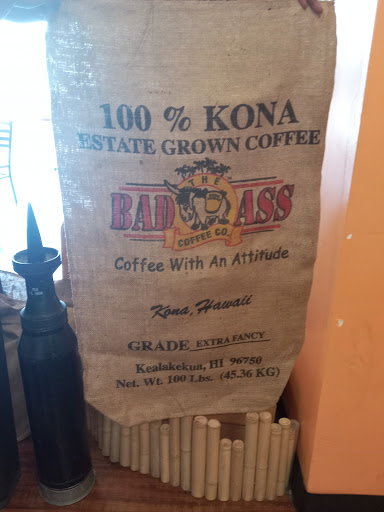 100 % KONA
ESTATE GROWN COFFEE
THE
BAD ASS
COFFEE CO.
Coffee With An Attitude
Kona, Hawaii
GRADE EXTRA FANCY
Kealakekua, HI 96750
Net. Wt. 100 Lbs. (45.36 KG)